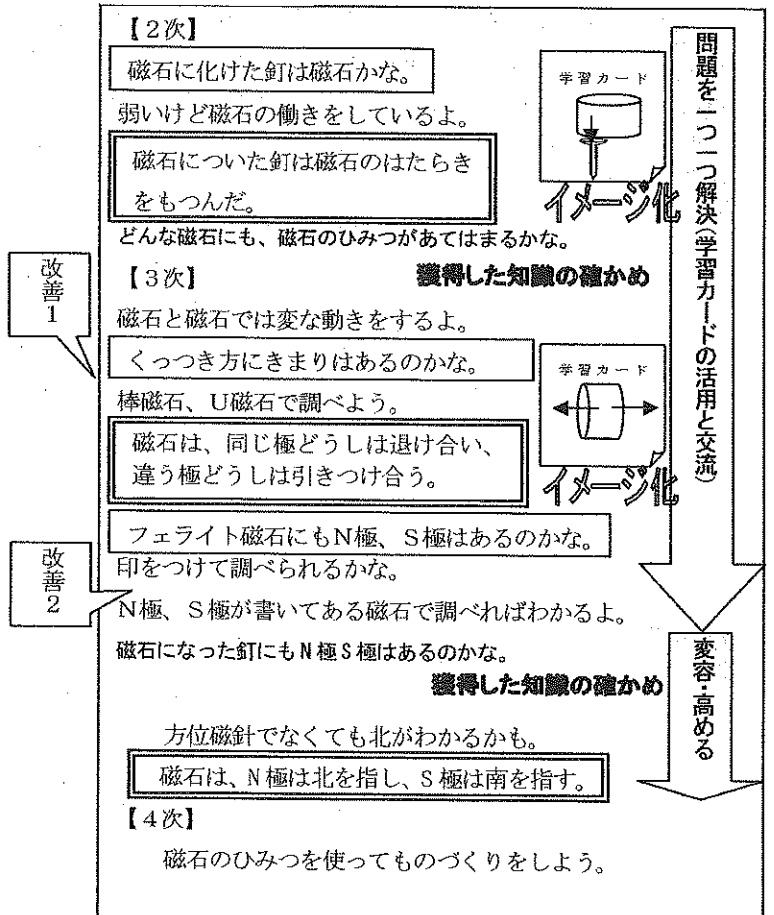 【2次】
磁石に化けた釘は磁石かな。
弱いけど磁石の働きをしているよ。
磁石についた釘は磁石のはたらき
をもつんだ。
学習カード
イメージ化
どんな磁石にも、磁石のひみつがあてはまるかな。
【3次】
獲得した知識の確かめ
改善1
磁石と磁石では変な動きをするよ。
くっつき方にきまりはあるのかな。
棒磁石、U磁石で調べよう。
磁石は、同じ極どうしは退け合い、
違う極どうしは引きつけ合う。
学習カード
イメージ化
フェライト磁石にもN極、S極はあるのかな。
印をつけて調べられるかな。
改善2
N極、S極が書いてある磁石で調べればわかるよ。
磁石になった釘にもN極S極はあるのかな。
獲得した知識の確かめ
方位磁針でなくても北がわかるかも。
磁石は、N極は北を指し、S極は南を指す。
【4次】
磁石のひみつを使ってものづくりをしよう。
問題を一つ一つ解決(学習カードの活用と交流)
変容・高める